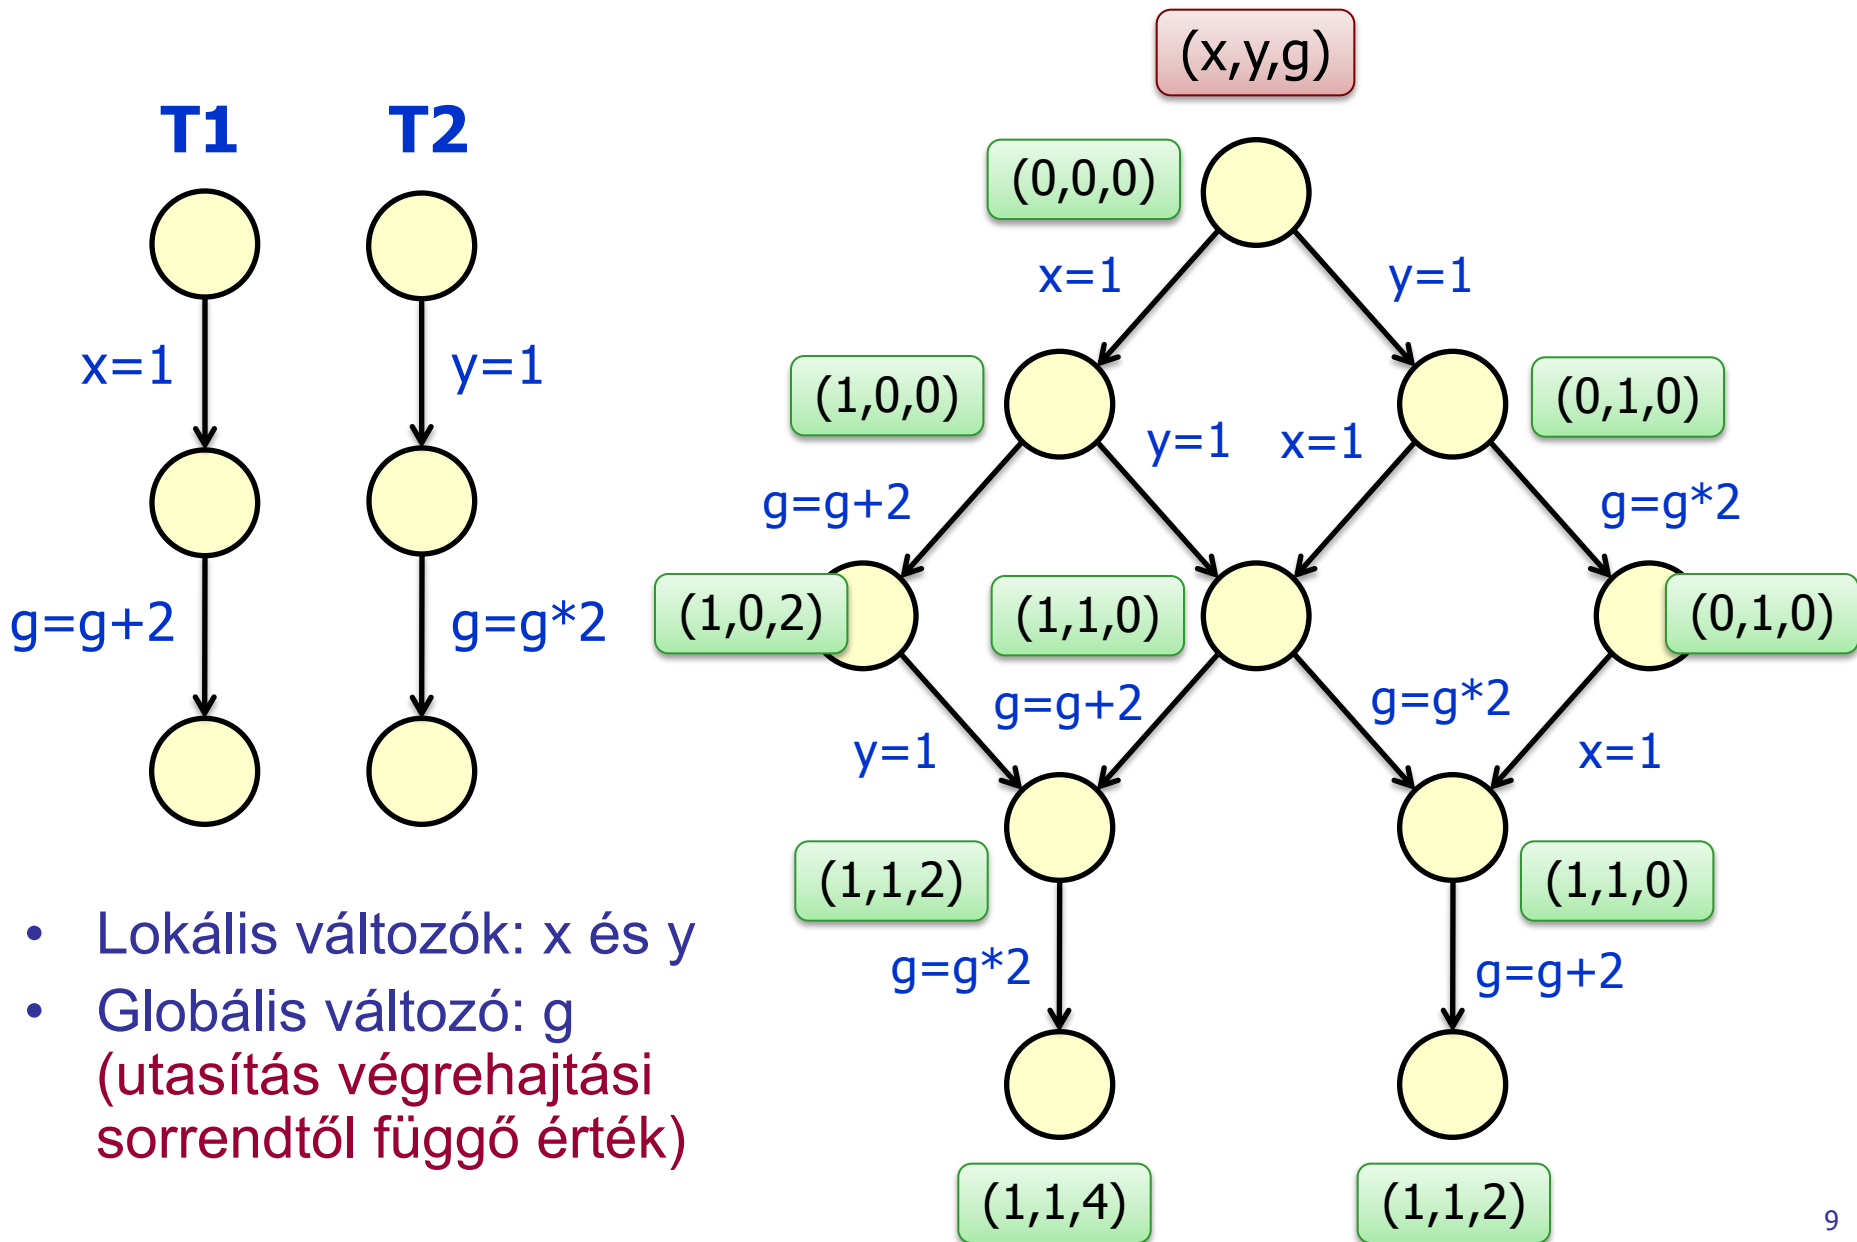 (x,y,g)
T1 T2
(0,0,0)
x=1 y=1
x=1 y=1
(1,0,0) (0,1,0)
y=1 x=1
g=g+2 g=g*2
g=g+2 g=g*2
(1,0,2) (1,1,0) (0,1,0)
g=g+2 g=g*2
y=1 x=1
(1,1,2) (1,1,0)
g=g*2 g=g+2
(1,1,4) (1,1,2)
• Lokális változók: x és y
• Globális változó: g
(utasítás végrehajtási
sorrendtől függő érték)
9